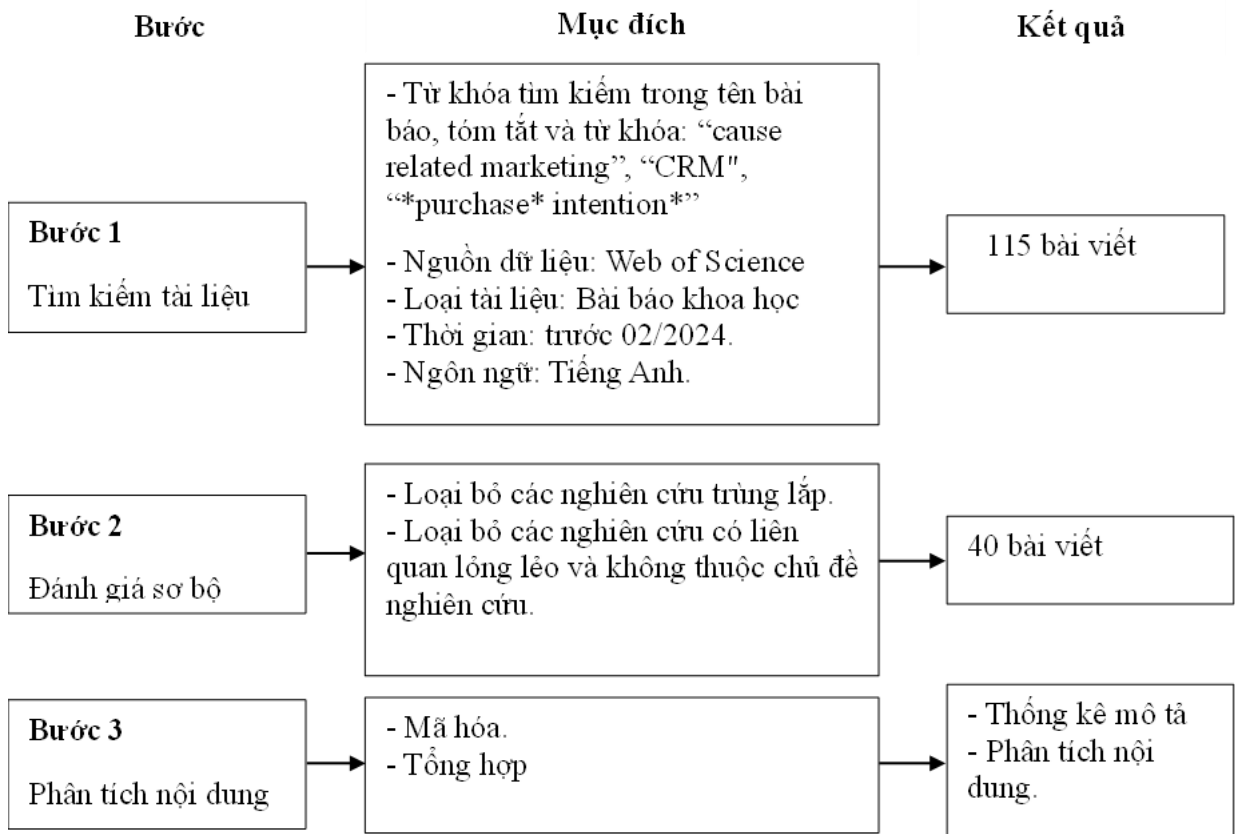 Bước
Mục đích
Kết quả
Bước 1
Tìm kiếm tài liệu
- Từ khóa tìm kiếm trong tên bài
báo, tóm tắt và từ khóa: “cause
related marketing”, “CRM",
“*purchase* intention*”
- Nguồn dữ liệu: Web of Science
- Loại tài liệu: Bài báo khoa học
- Thời gian: trước 02/2024.
- Ngôn ngữ: Tiếng Anh.
115 bài viết
Bước 2
Đánh giá sơ bộ
- Loại bỏ các nghiên cứu trùng lắp.
- Loại bỏ các nghiên cứu có liên
quan lỏng lẻo và không thuộc chủ đề
nghiên cứu.
40 bài viết
Bước 3
Phân tích nội dung
- Mã hóa.
- Tổng hợp
- Thống kê mô tả
- Phân tích nội
dung.